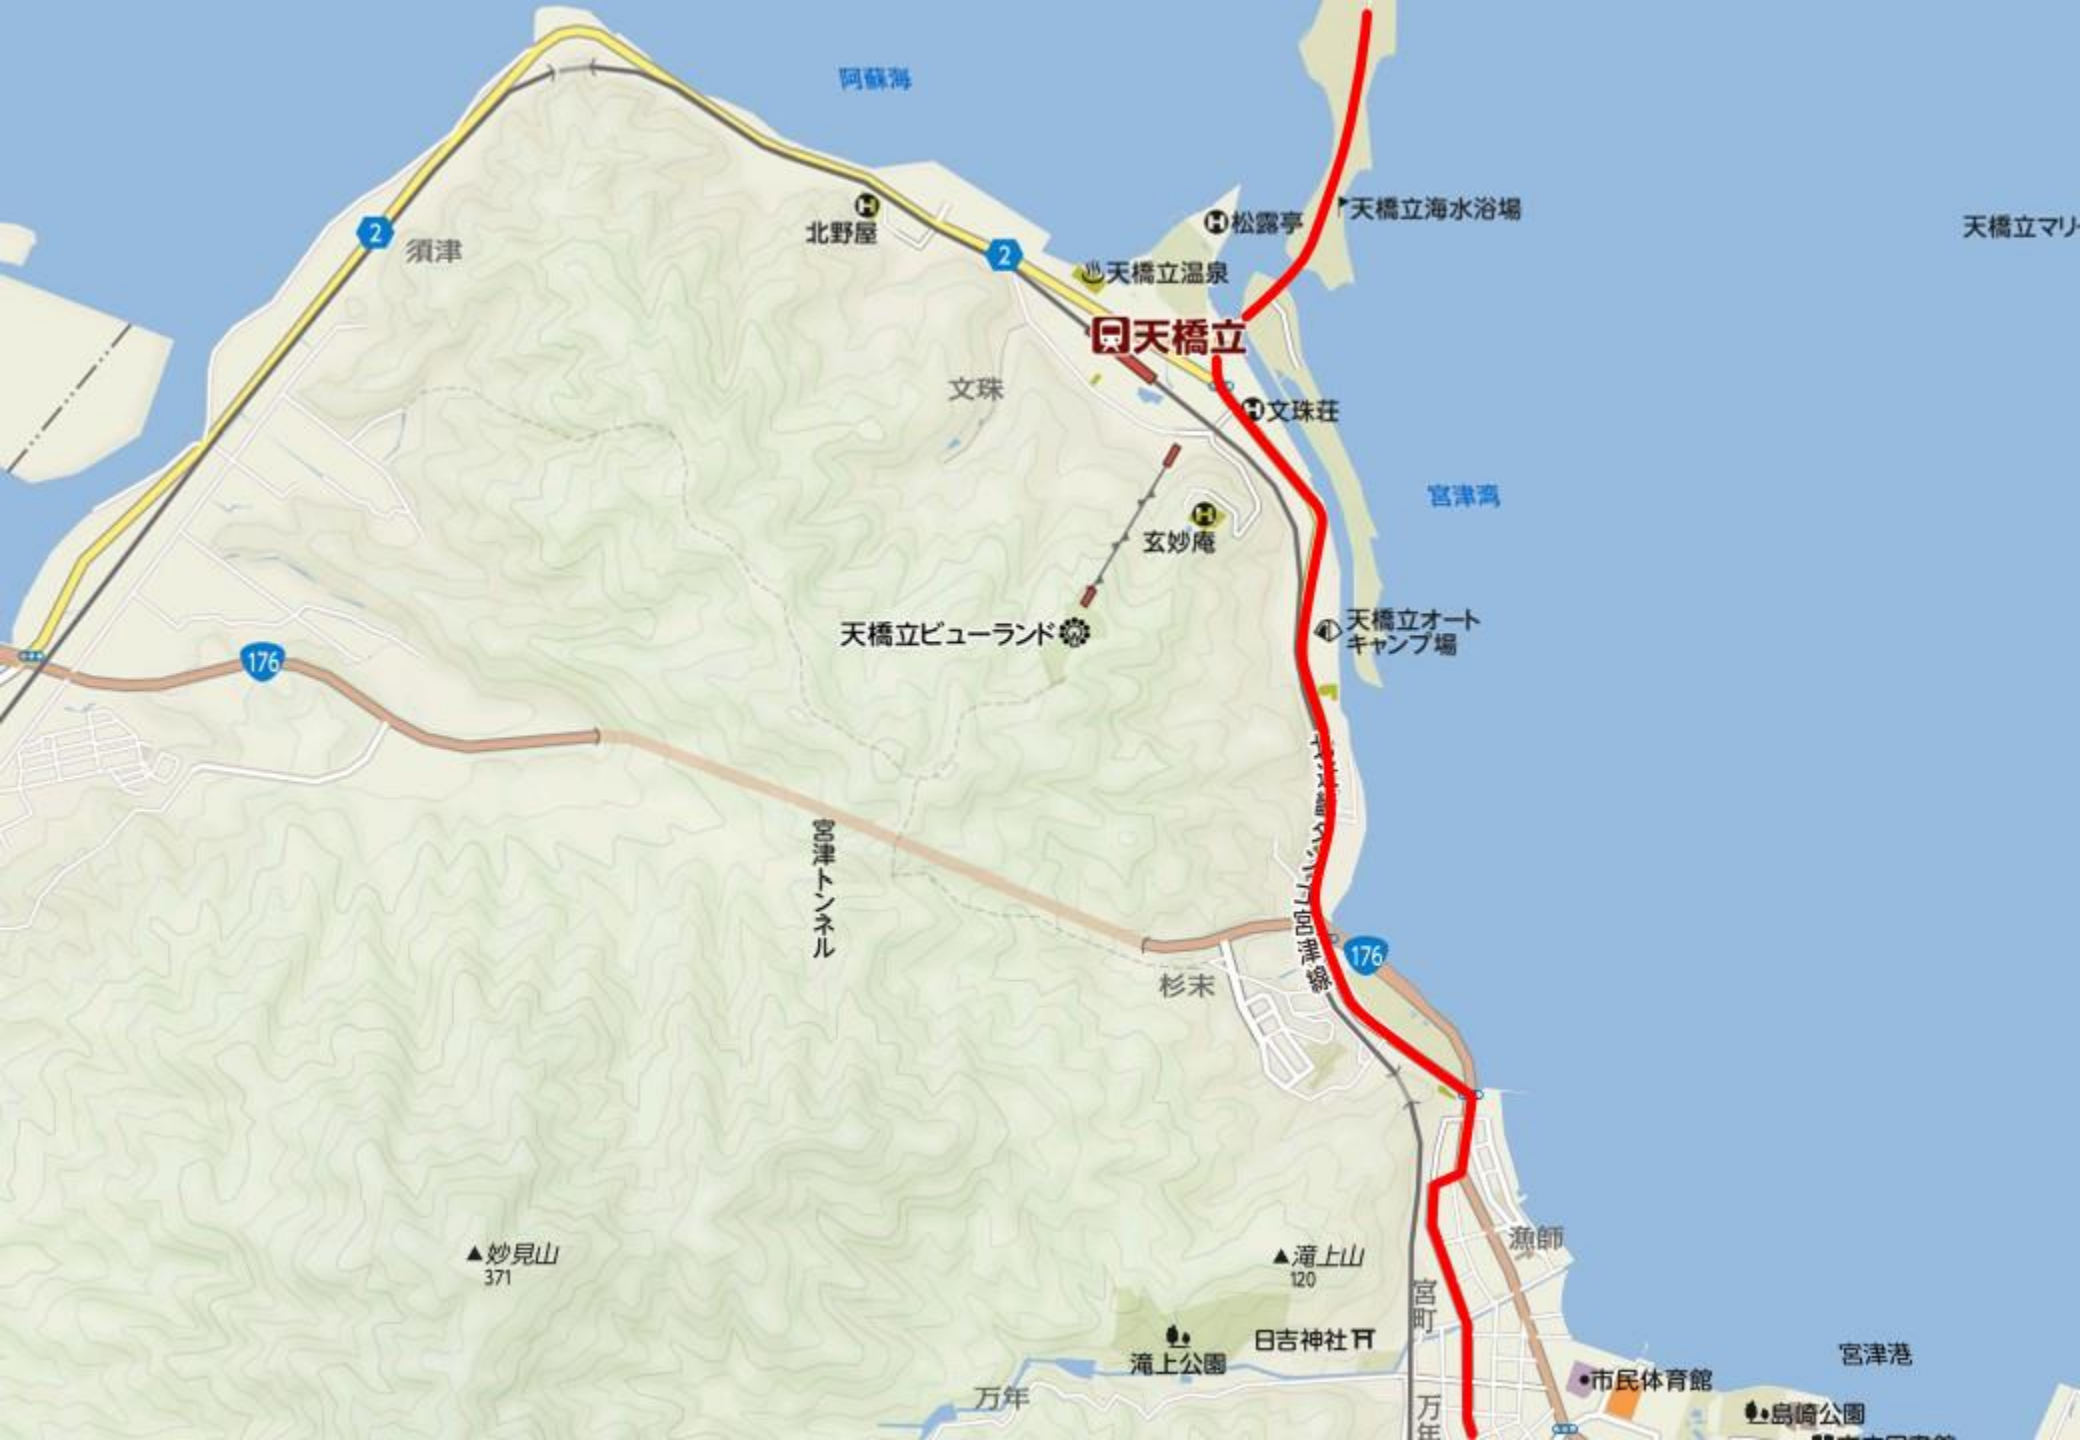 阿蘇海
松露亭
天橋立海水浴場
天橋立マリ
北野屋
2
須津
2
天橋立温泉
天橋立
文珠
文珠荘
宮津湾
玄妙庵
天橋立ビューランド
天橋立オート
キャンプ場
176
宮津トンネル
宮津線
176
杉末
妙見山
371
滝上山
120
漁師
宮町
日吉神社
滝上公園
宮津港
市民体育館
万年
万年
島崎公園